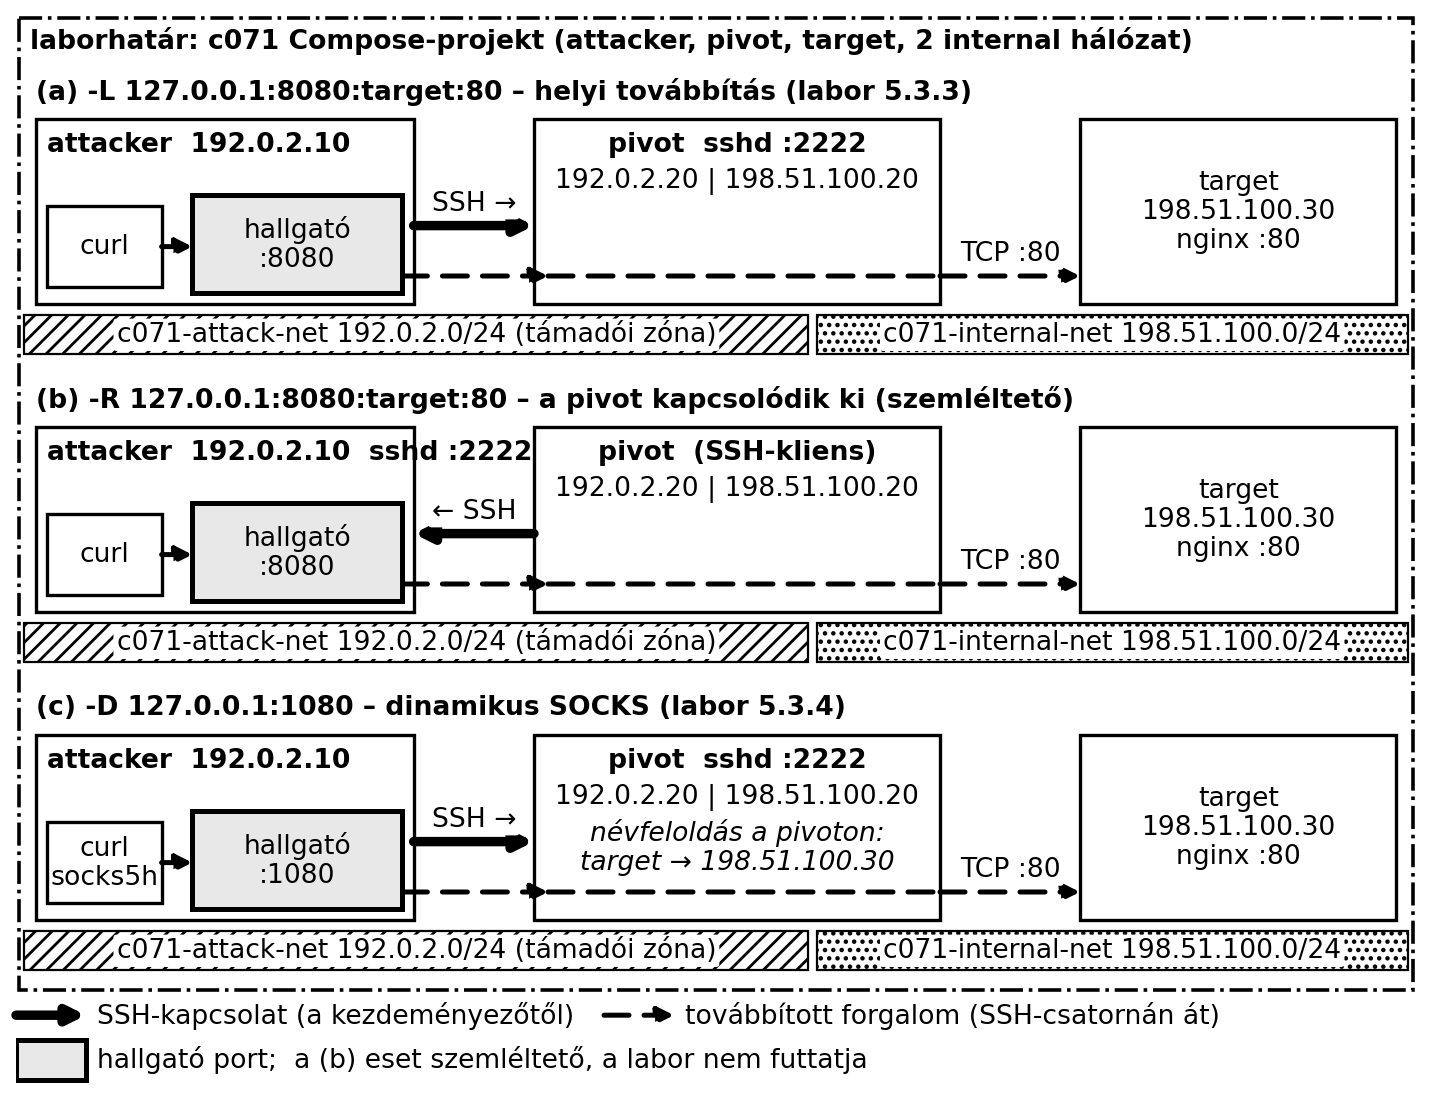 laborhatár: c071 Compose-projekt (attacker, pivot, target, 2 internal hálózat)
(a) -L 127.0.0.1:8080:target:80 – helyi továbbítás (labor 5.3.3)
attacker 192.0.2.10
curl
hallgató
:8080
SSH →
pivot sshd :2222
192.0.2.20 | 198.51.100.20
TCP :80
target
198.51.100.30
nginx :80
c071-attack-net 192.0.2.0/24 (támadói zóna)
c071-internal-net 198.51.100.0/24
(b) -R 127.0.0.1:8080:target:80 – a pivot kapcsolódik ki (szemléltető)
attacker 192.0.2.10 sshd :2222
curl
hallgató
:8080
← SSH
pivot (SSH-kliens)
192.0.2.20 | 198.51.100.20
TCP :80
target
198.51.100.30
nginx :80
c071-attack-net 192.0.2.0/24 (támadói zóna)
c071-internal-net 198.51.100.0/24
(c) -D 127.0.0.1:1080 – dinamikus SOCKS (labor 5.3.4)
attacker 192.0.2.10
curl
socks5h
hallgató
:1080
SSH →
pivot sshd :2222
192.0.2.20 | 198.51.100.20
névfeloldás a pivoton:
target → 198.51.100.30
TCP :80
target
198.51.100.30
nginx :80
c071-attack-net 192.0.2.0/24 (támadói zóna)
c071-internal-net 198.51.100.0/24
SSH-kapcsolat (a kezdeményezőtől)
továbbított forgalom (SSH-csatornán át)
hallgató port; a (b) eset szemléltető, a labor nem futtatja